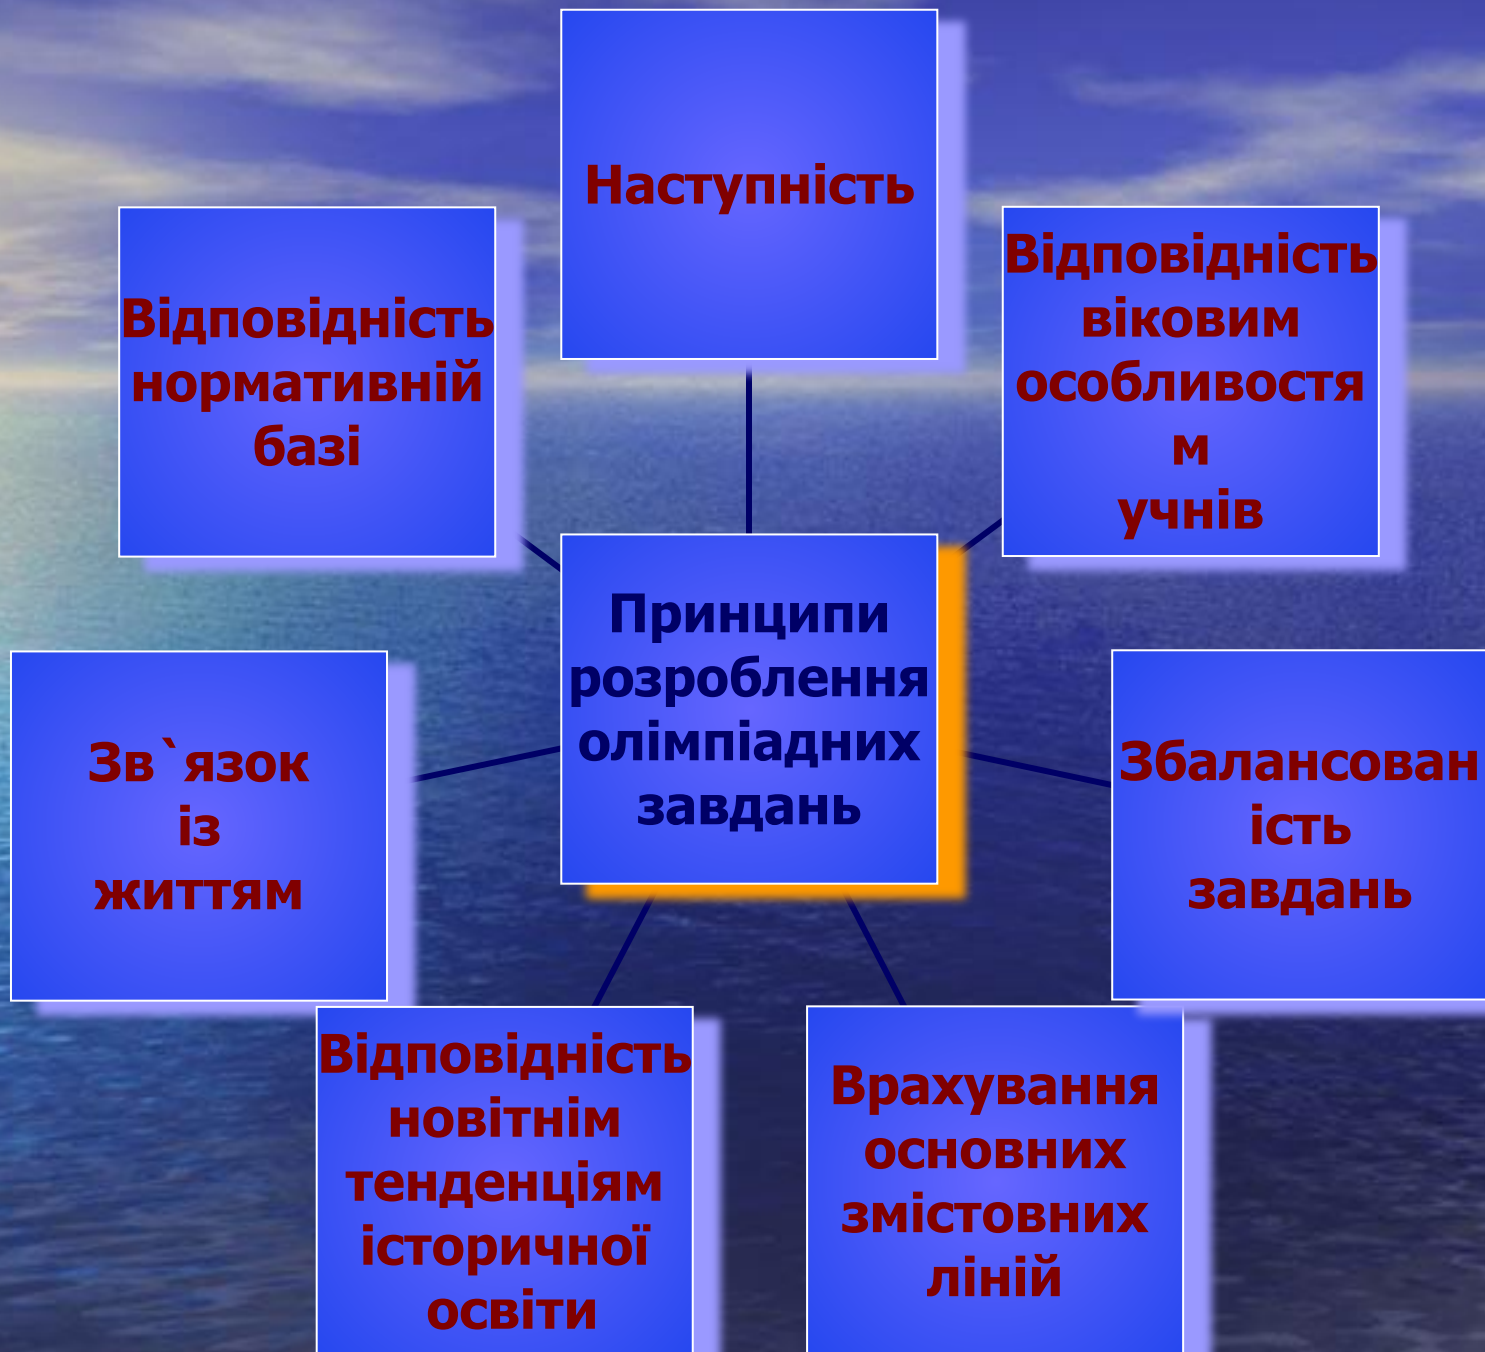 Наступність
Відповідність
нормативній
базі
Відповідність
віковим
особливостя
м
учнів
Принципи
розроблення
олімпіадних
завдань
Зв`язок
із
життям
Збалансован
ість
завдань
Відповідність
новітнім
тенденціям
історичної
освіти
Врахування
основних
змістовних
ліній